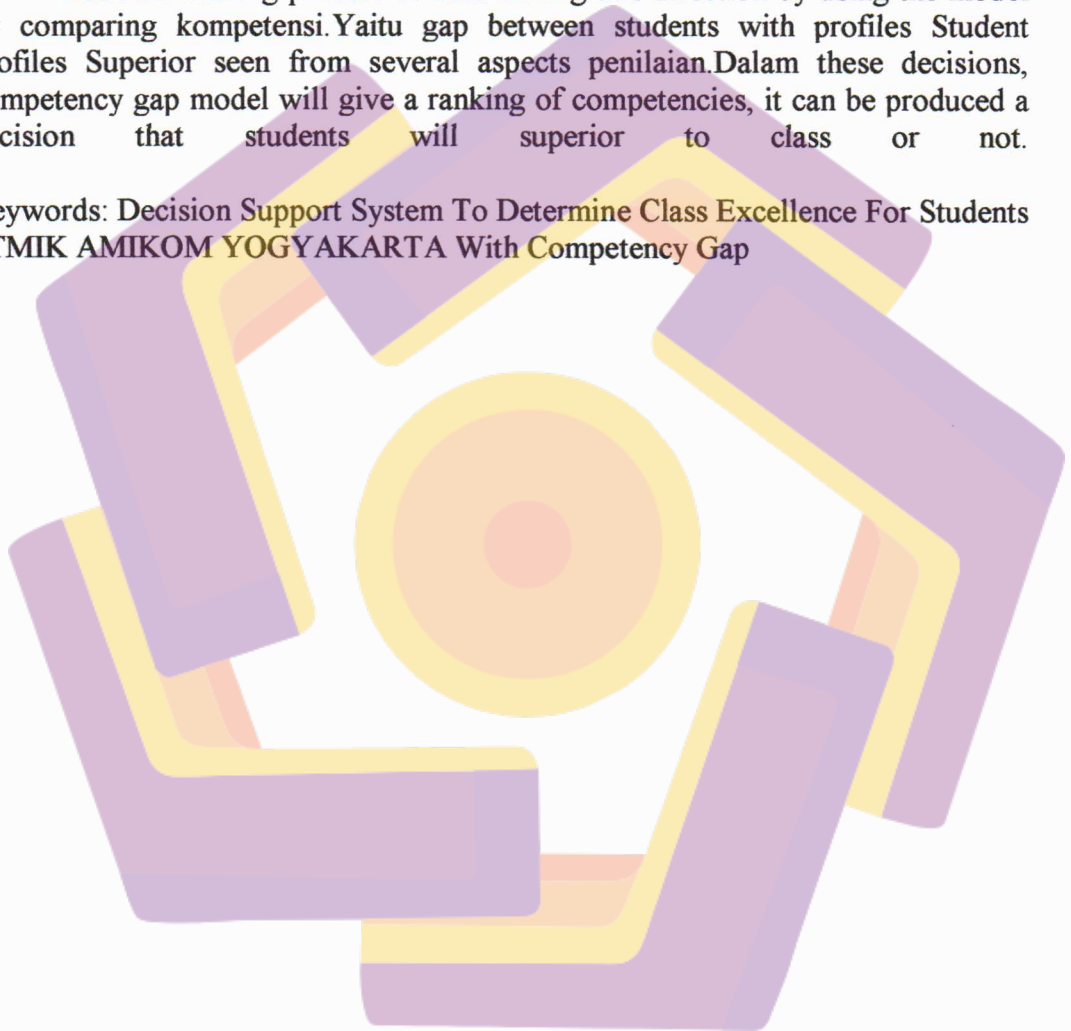 comparing kompetensi.Yaitu gap between students with profiles Student
ofiles Superior seen from several aspects penilaian.Dalam these decisions,
mpetency gap model will give a ranking of competencies, it can be produced a
cision that students will superior to class or not.
eywords: Decision Support System To Determine Class Excellence For Students
TMIK AMIKOM YOGYAKARTA With Competency Gap